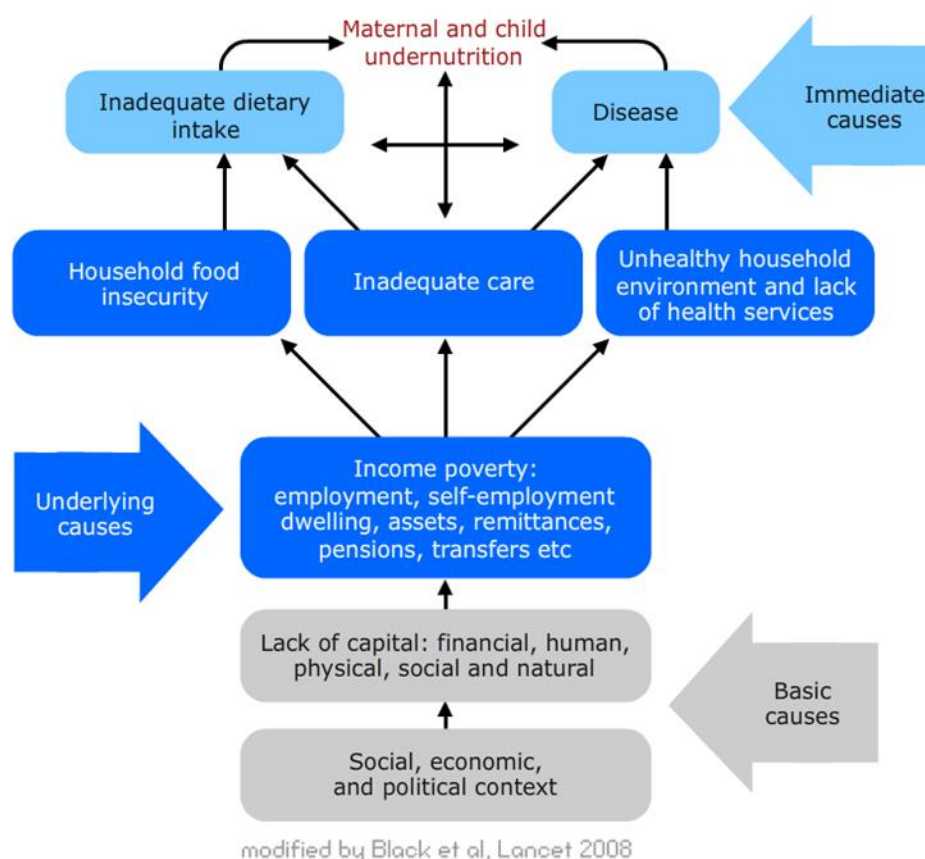 Maternal and child
undernutrition
Inadequate dietary
intake
Disease
Immediate
causes
Household food
insecurity
Inadequate care
Unhealthy household
environment and lack
of health services
Underlying
causes
Income poverty:
employment, self-employment
dwelling, assets, remittances,
pensions, transfers etc
Lack of capital: financial, human,
physical, social and natural
Basic
causes
Social, economic,
and political context
modified by Black et al, Lancet 2008